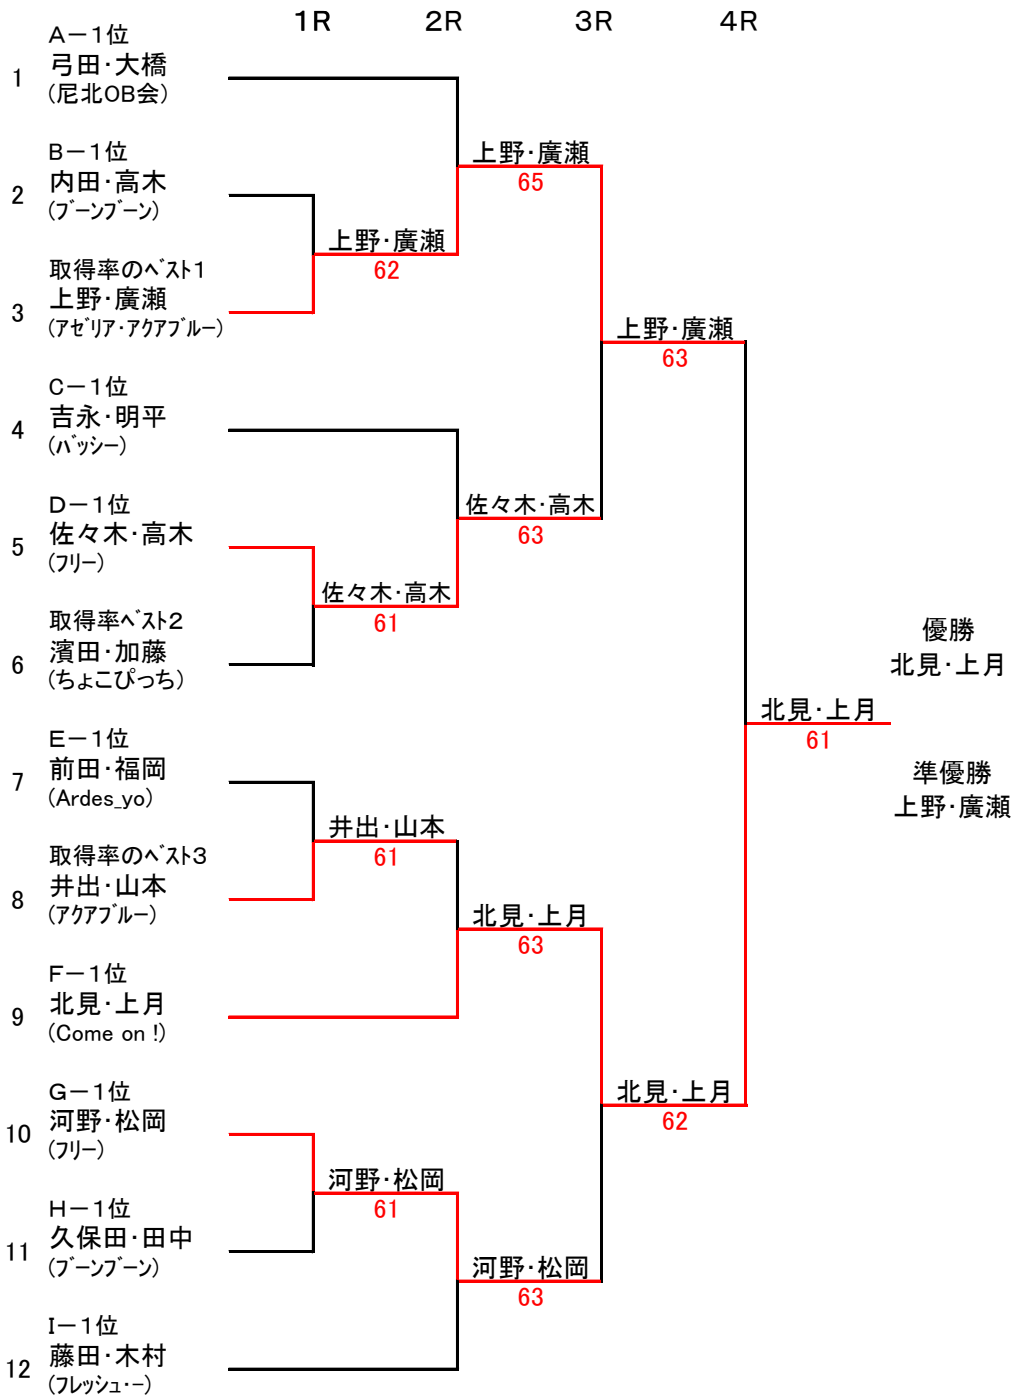 1R 2R 3R 4R
A－1位
1 弓田・大橋
(尼北OB会)
B－1位
2 内田・高木
(ﾌﾞｰﾝﾌﾞｰﾝ)
取得率のﾍﾞｽﾄ1
3 上野・廣瀬
(ｱｾﾞﾘｱ・ｱｸｱﾌﾞﾙｰ)
C－1位
4 吉永・明平
(ﾊﾞｯｼｰ)
D－1位
5 佐々木・高木
(ﾌﾘｰ)
取得率ﾍﾞｽﾄ2
6 濱田・加藤
(ちょこぴっち)
E－1位
7 前田・福岡
(Ardes_yo)
取得率のﾍﾞｽﾄ3
8 井出・山本
(ｱｸｱﾌﾞﾙｰ)
F－1位
9 北見・上月
(Come on !)
G－1位
10 河野・松岡
(ﾌﾘｰ)
H－1位
11 久保田・田中
(ﾌﾞｰﾝﾌﾞｰﾝ)
I－1位
12 藤田・木村
(ﾌﾚｯｼｭ・-)
上野・廣瀬
62
佐々木・高木
61
井出・山本
61
河野・松岡
61
上野・廣瀬
65
佐々木・高木
63
北見・上月
63
河野・松岡
63
上野・廣瀬
63
北見・上月
62
北見・上月
61
優勝
北見・上月
準優勝
上野・廣瀬